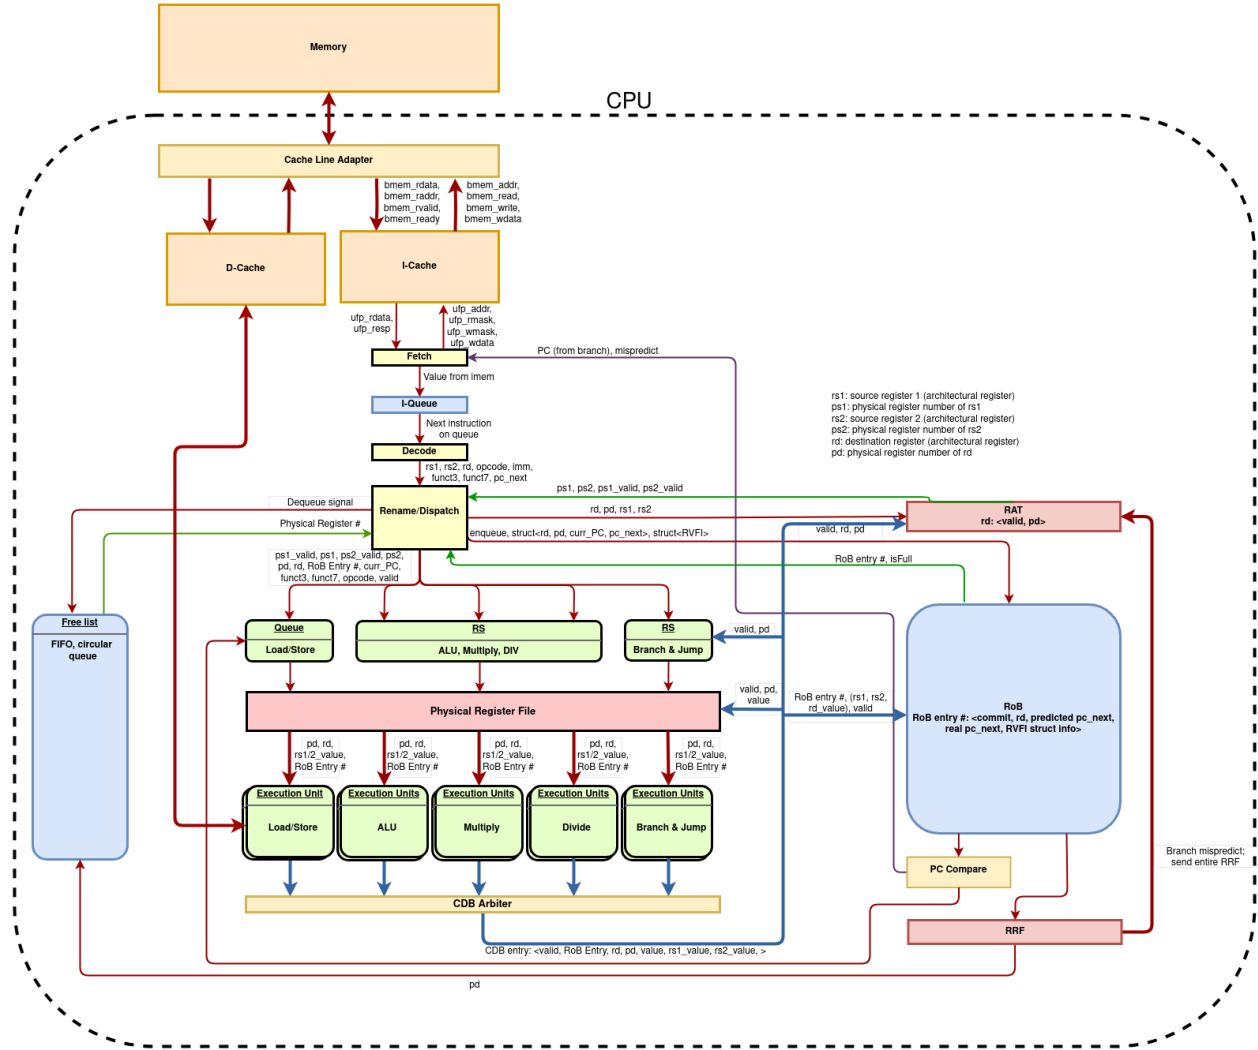 Memory
CPU
Cache Line Adapter
bmem_rdata,
bmem_raddr,
bmem_rvalid,
bmem_ready
bmem_addr,
bmem_read,
bmem_write,
bmem_wdata
D-Cache
I-Cache
ufp_rdata,
ufp_resp
ufp_addr,
ufp_rmask,
ufp_wmask,
ufp_wdata
Fetch
PC (from branch), mispredict
Value from imem
I-Queue
Next instruction
on queue
Decode
rs1, rs2, rd, opcode, imm,
funct3, funct7, pc_next
rs1: source register 1 (architectural register)
ps1: physical register number of rs1
rs2: source register 2 (architectural register)
ps2: physical register number of rs2
rd: destination register (architectural register)
pd: physical register number of rd
Dequeue signal
Rename/Dispatch
ps1, ps2, ps1_valid, ps2_valid
rd, pd, rs1, rs2
RAT
rd: <valid, pd>
Physical Register #
enqueue, struct<rd, pd, curr_PC, pc_next>, struct<RVFI>
valid, rd, pd
ps1_valid, ps1, ps2_valid, ps2,
pd, rd, RoB Entry #, curr_PC,
funct3, funct7, opcode, valid
RoB entry #, isFull
Free list
FIFO, circular
queue
Queue
Load/Store
RS
ALU, Multiply, DIV
RS
Branch & Jump
valid, pd
Physical Register File
valid, pd,
value
RoB entry #, (rs1, rs2,
rd_value), valid
RoB
RoB entry #: <commit, rd, predicted pc_next,
real pc_next, RVFI struct info>
pd, rd,
rs1/2_value,
RoB Entry #
pd, rd,
rs1/2_value,
RoB Entry #
pd, rd,
rs1/2_value,
RoB Entry #
pd, rd,
rs1/2_value,
RoB Entry #
pd, rd,
rs1/2_value,
RoB Entry #
Execution Unit
Load/Store
Execution Units
ALU
Execution Units
Multiply
Execution Units
Divide
Execution Units
Branch & Jump
CDB Arbiter
PC Compare
Branch mispredict;
send entire RRF
RRF
CDB entry: <valid, RoB Entry, rd, pd, value, rs1_value, rs2_value, >
pd